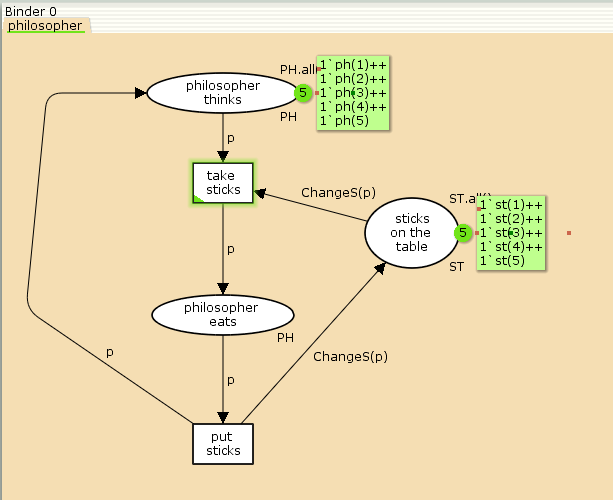 Binder 0
philosopher
PH.all
1`ph(1)++
1`ph(2)++
1`ph(3)++
1`ph(4)++
1`ph(5)
philosopher
thinks
5
PH
p
take
sticks
ChangeS(p)
ST.all()
1`st(1)++
1`st(2)++
1`st(3)++
1`st(4)++
1`st(5)
sticks
on the
table
5
ST
p
philosopher
eats
PH
p
ChangeS(p)
p
put
sticks